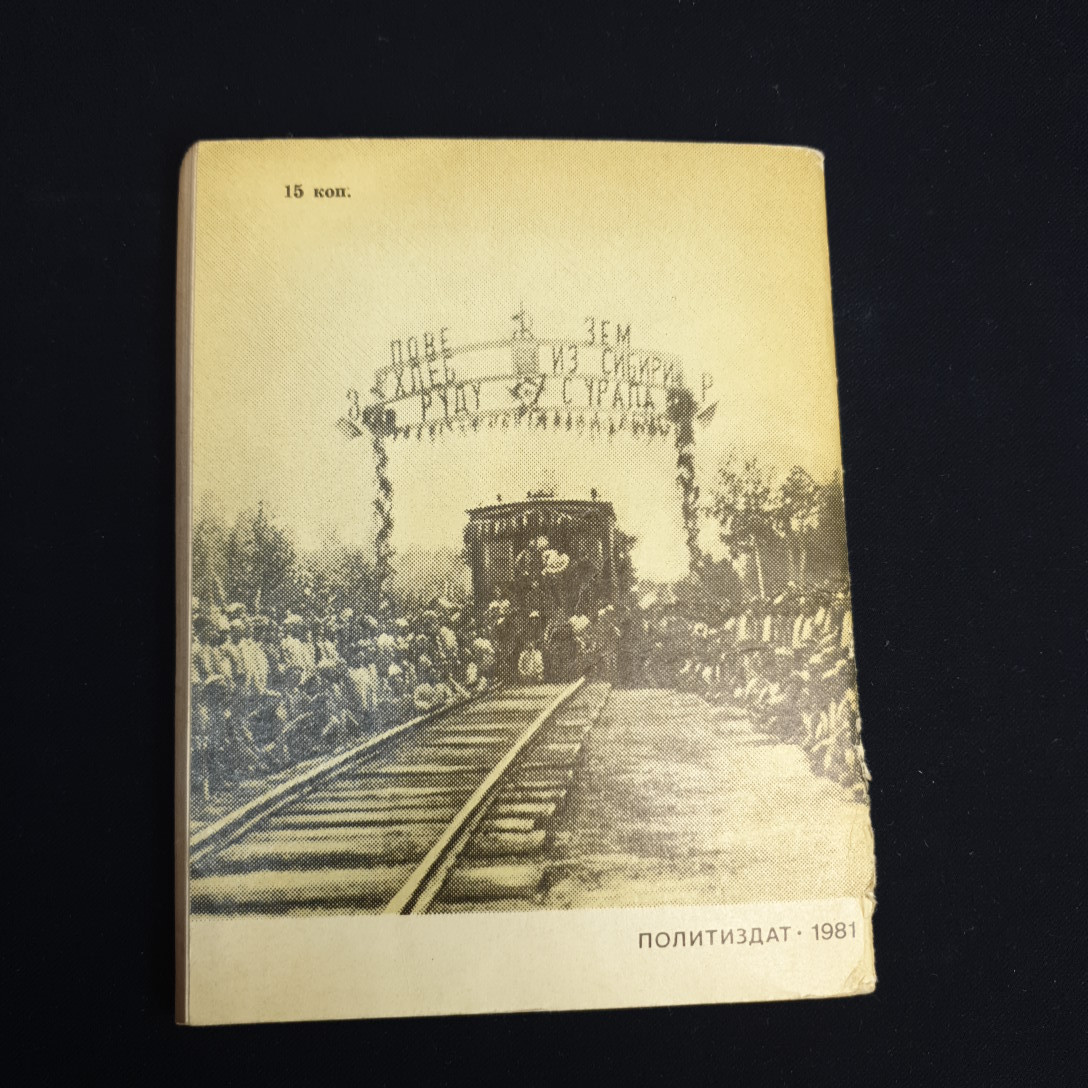 15 коп.
ПОВЕ ЗЕМ
ХЛЕБ ИЗ СИБИРИ
З РУДУ С УРАЛА Р
ПОЛИТИЗДАТ · 1981